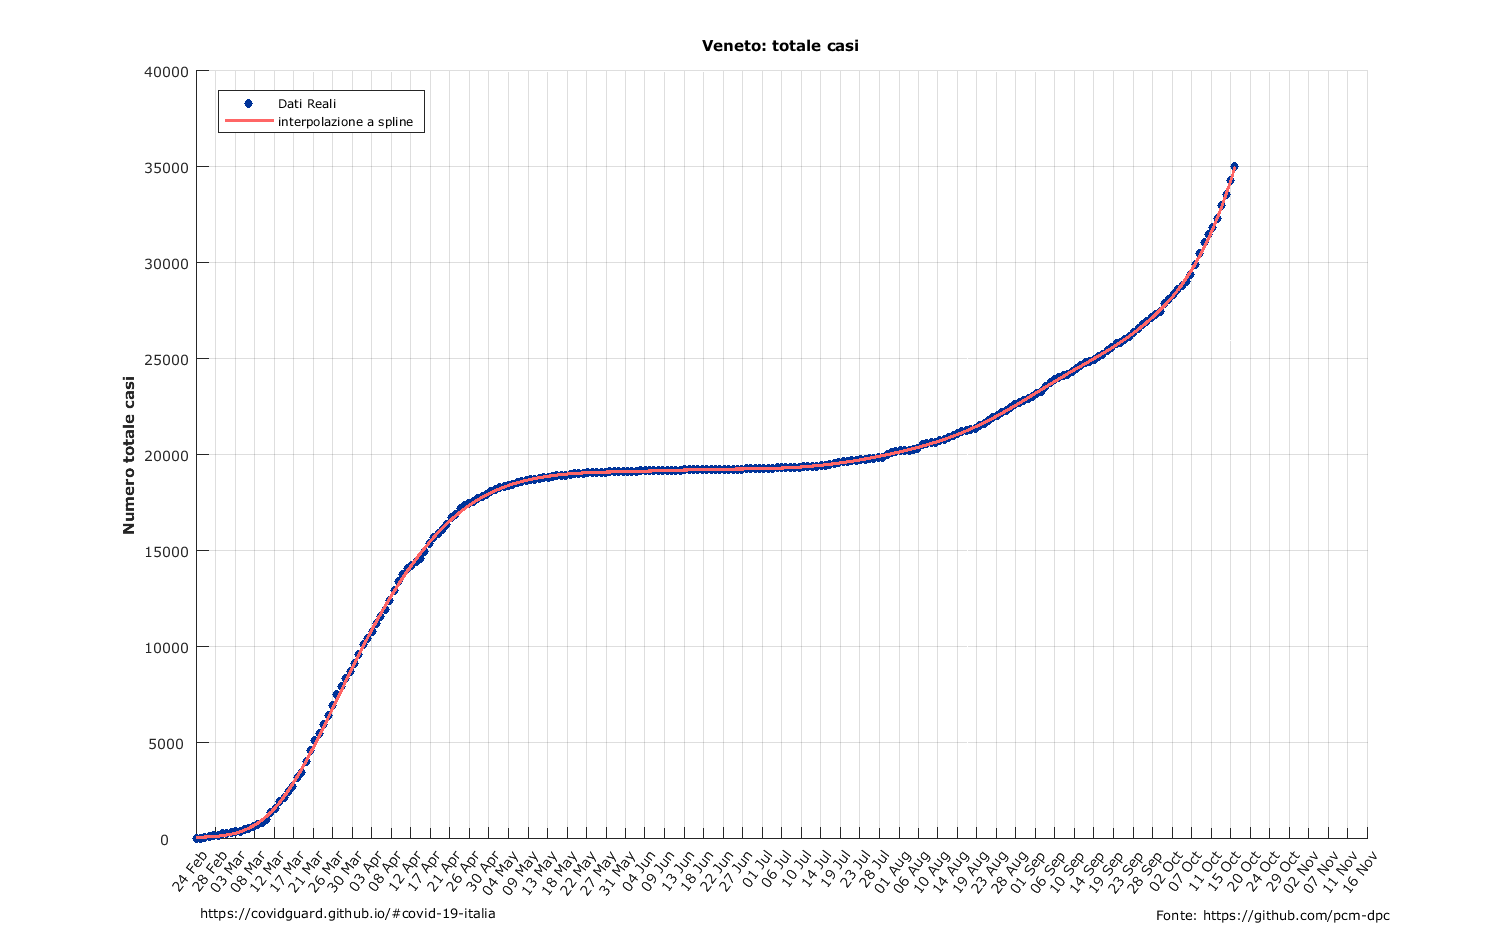 Veneto: totale casi
40000
35000
30000
25000
20000
15000
10000
5000
0
Dati Reali
interpolazione a spline
Numero totale casi
24 Feb
28 Feb
03 Mar
08 Mar
12 Mar
17 Mar
21 Mar
26 Mar
30 Mar
03 Apr
08 Apr
12 Apr
17 Apr
21 Apr
26 Apr
30 Apr
04 May
09 May
13 May
18 May
22 May
27 May
31 May
04 Jun
09 Jun
13 Jun
18 Jun
22 Jun
27 Jun
01 Jul
06 Jul
10 Jul
14 Jul
19 Jul
23 Jul
28 Jul
01 Aug
06 Aug
10 Aug
14 Aug
19 Aug
23 Aug
28 Aug
01 Sep
06 Sep
10 Sep
14 Sep
19 Sep
23 Sep
28 Sep
02 Oct
07 Oct
11 Oct
15 Oct
20 Oct
24 Oct
29 Oct
02 Nov
07 Nov
11 Nov
16 Nov
https://covidguard.github.io/#covid-19-italia
Fonte: https://github.com/pcm-dpc